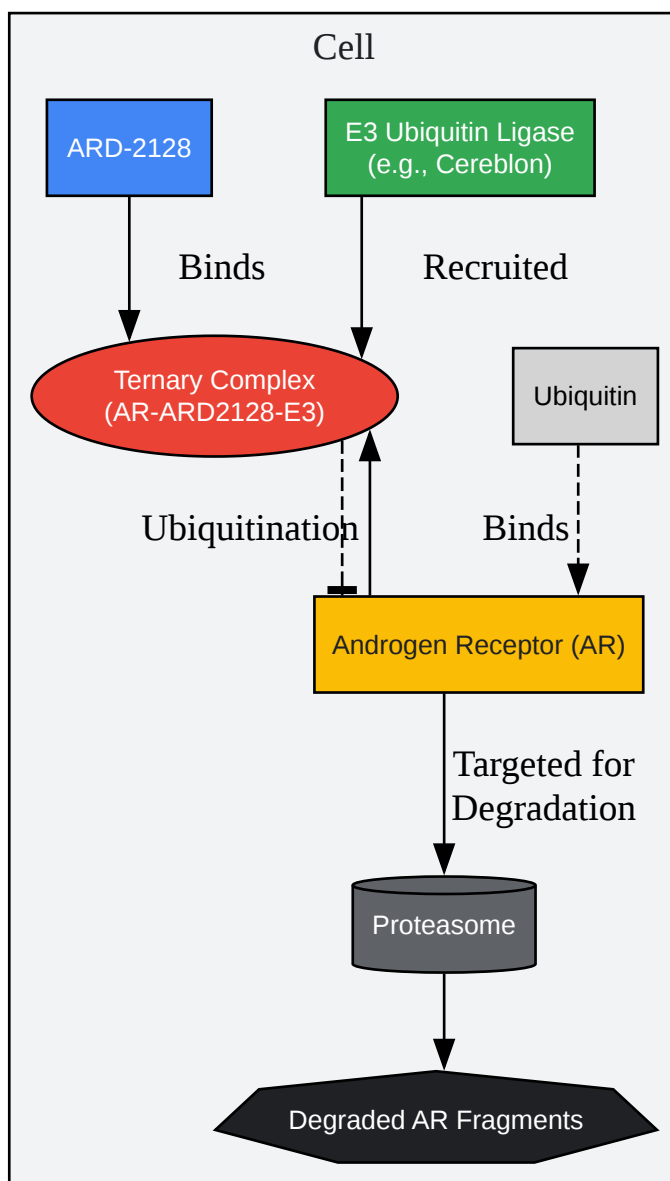 Cell
ARD-2128
E3 Ubiquitin Ligase
(e.g., Cereblon)
Binds
Recruited
Ternary Complex
(AR-ARD2128-E3)
Ubiquitin
Ubiquitination
Binds
Androgen Receptor (AR)
Targeted for
Degradation
Proteasome
Degraded AR Fragments